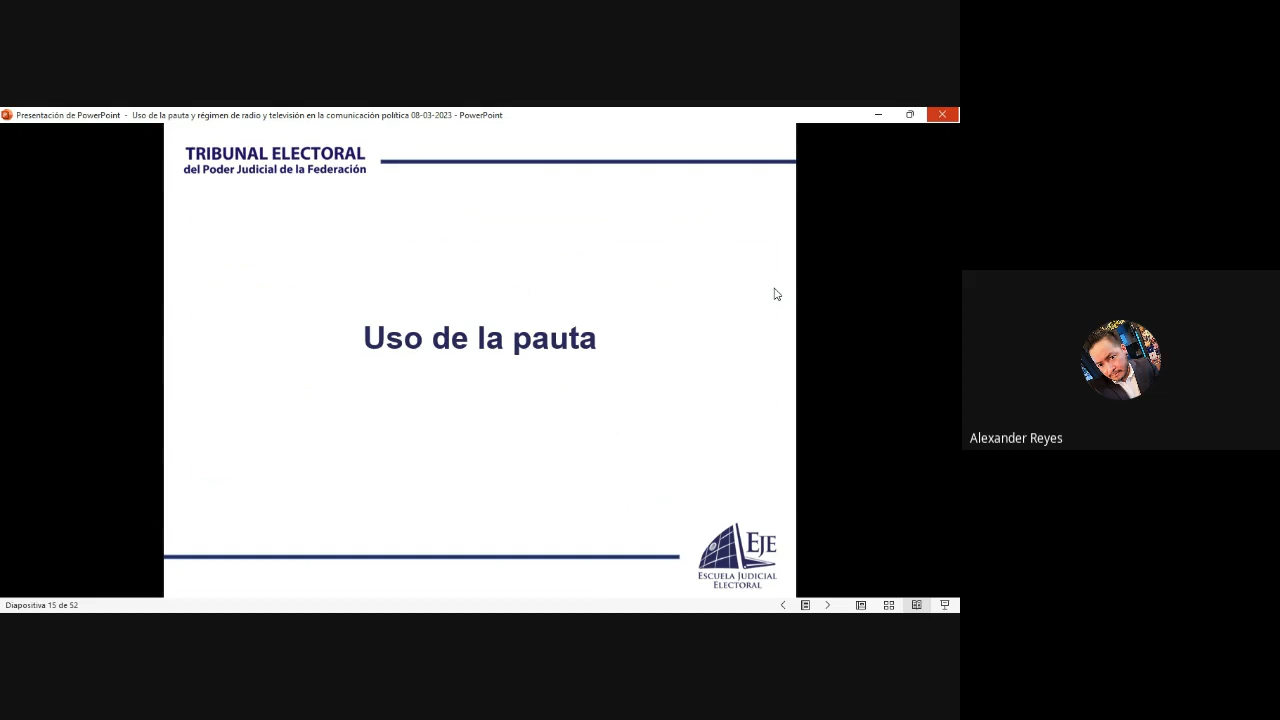 Presentación de PowerPoint - Uso de la pauta y régimen de radio y televisión en la comunicación política 08-03-2023 - PowerPoint
TRIBUNAL ELECTORAL
del Poder Judicial de la Federación
Uso de la pauta
EJE
ESCUELA JUDICIAL
ELECTORAL
Diapositiva 15 de 52
Alexander Reyes